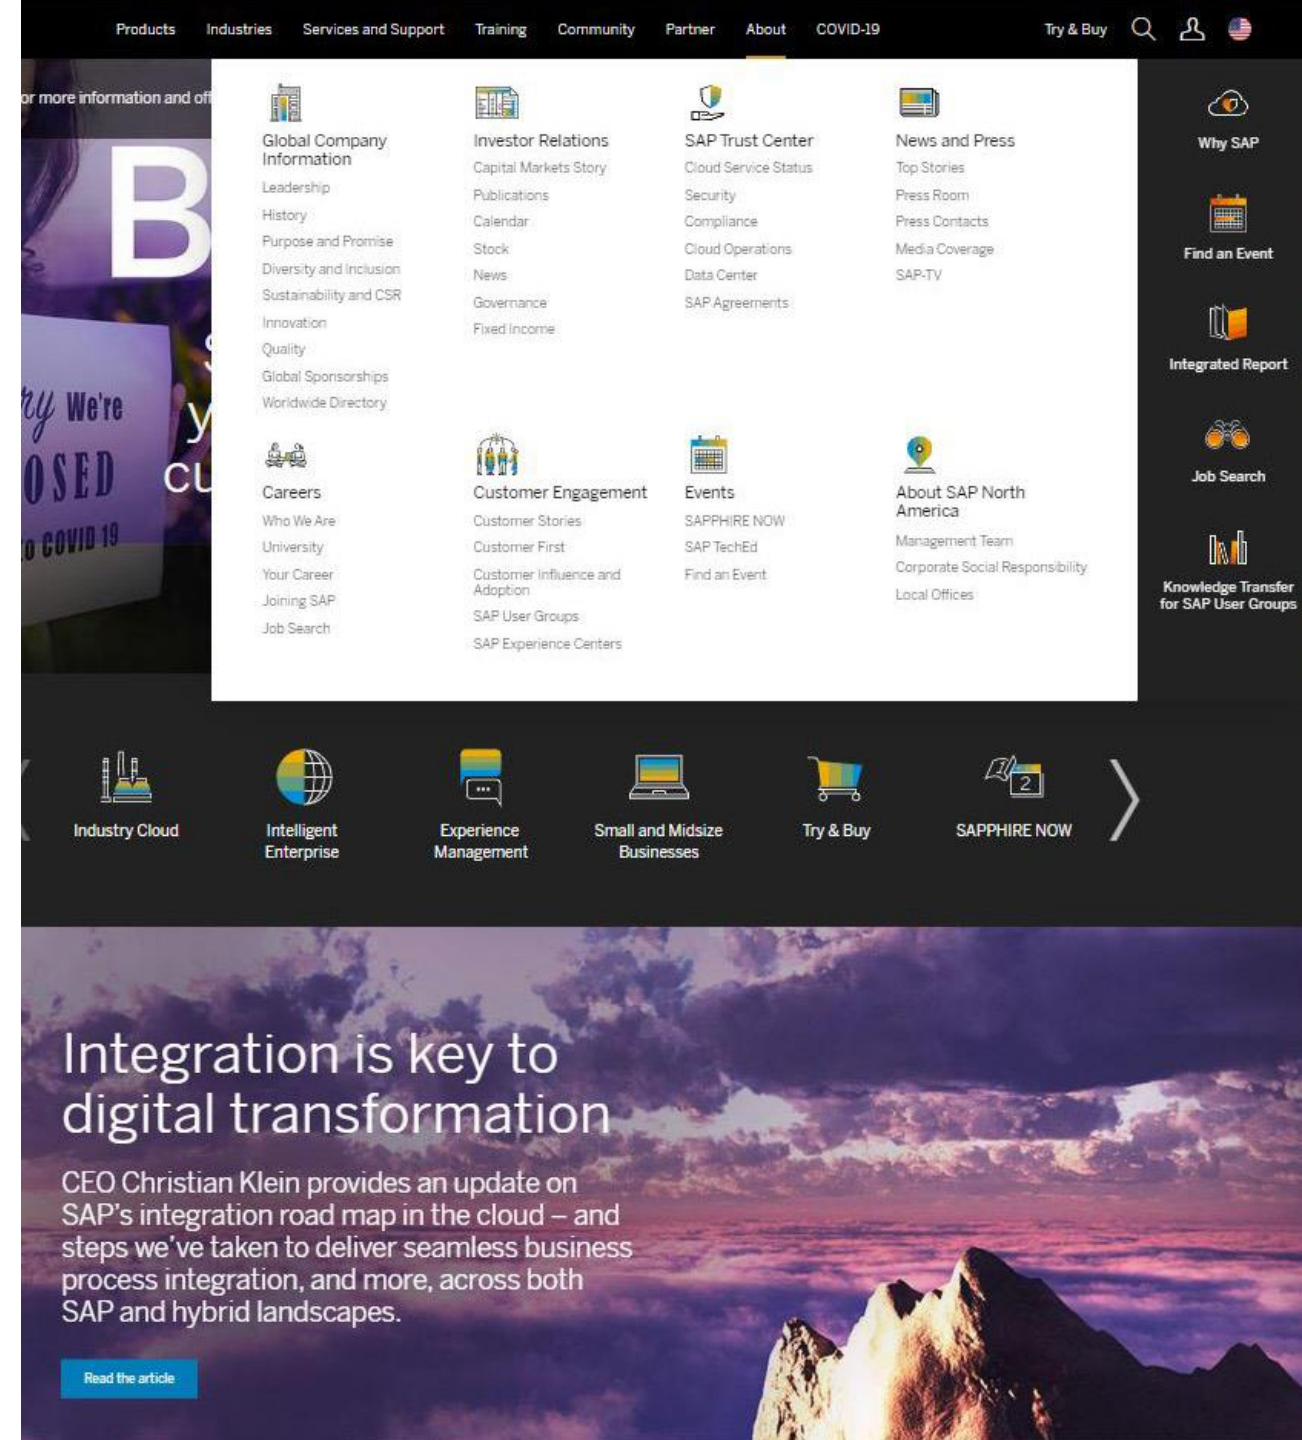 Products Industries Services and Support Training Community Partner About COVID-19 Try & Buy
or more information and off
B
y
cu
ry We're
OSED
to COVID 19
Global Company
Information
Leadership
History
Purpose and Promise
Diversity and Inclusion
Sustainability and CSR
Innovation
Quality
Global Sponsorships
Worldwide Directory
Investor Relations
Capital Markets Story
Publications
Calendar
Stock
News
Governance
Fixed Income
SAP Trust Center
Cloud Service Status
Security
Compliance
Cloud Operations
Data Center
SAP Agreements
News and Press
Top Stories
Press Room
Press Contacts
Media Coverage
SAP-TV
Careers
Who We Are
University
Your Career
Joining SAP
Job Search
Customer Engagement
Customer Stories
Customer First
Customer Influence and
Adoption
SAP User Groups
SAP Experience Centers
Events
SAPPHIRE NOW
SAP TechEd
Find an Event
About SAP North
America
Management Team
Corporate Social Responsibility
Local Offices
Why SAP
Find an Event
Integrated Report
Job Search
Knowledge Transfer
for SAP User Groups
Industry Cloud
Intelligent
Enterprise
Experience
Management
Small and Midsize
Businesses
Try & Buy
1
2
SAPPHIRE NOW
Integration is key to
digital transformation
CEO Christian Klein provides an update on
SAP's integration road map in the cloud – and
steps we've taken to deliver seamless business
process integration, and more, across both
SAP and hybrid landscapes.
Read the article